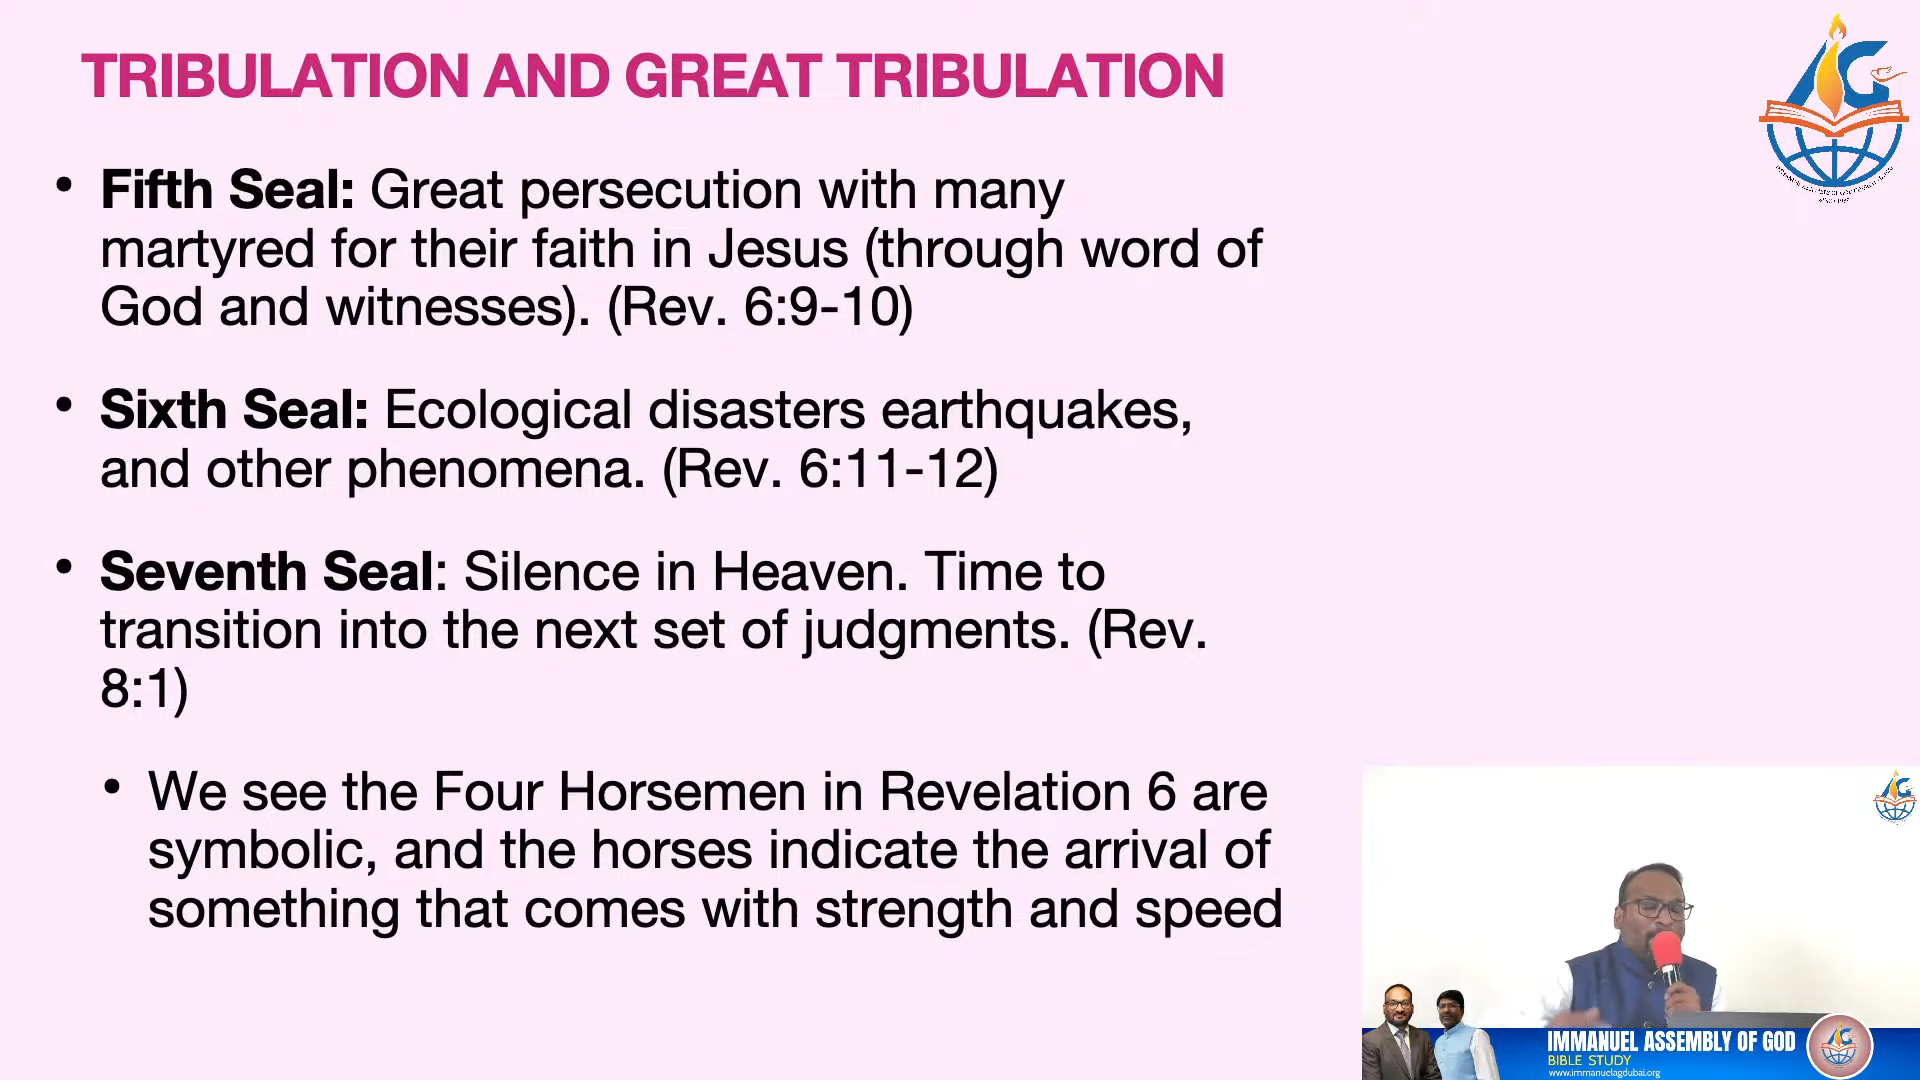 TRIBULATION AND GREAT TRIBULATION
• Fifth Seal: Great persecution with many
martyred for their faith in Jesus (through word of
God and witnesses). (Rev. 6:9-10)
• Sixth Seal: Ecological disasters earthquakes,
and other phenomena. (Rev. 6:11-12)
• Seventh Seal: Silence in Heaven. Time to
transition into the next set of judgments. (Rev.
8:1)
• We see the Four Horsemen in Revelation 6 are
symbolic, and the horses indicate the arrival of
something that comes with strength and speed
AG
IMMANUEL ASSEMBLY OF GOD
BIBLE STUDY
www.immanuelagdubai.org